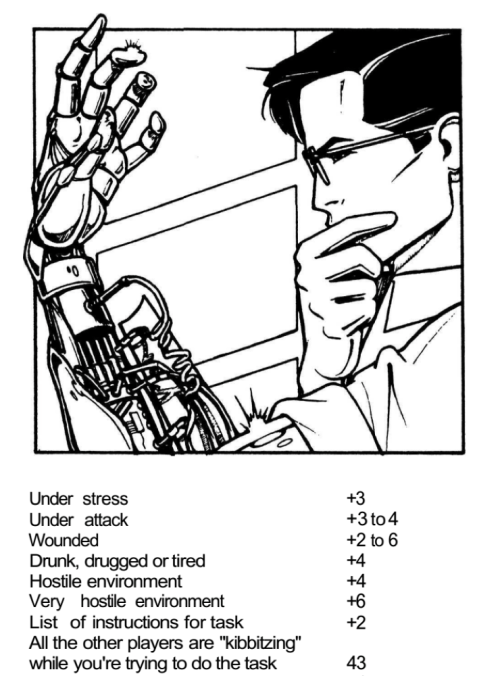 Under stress +3
Under attack +3 to 4
Wounded +2 to 6
Drunk, drugged or tired +4
Hostile environment +4
Very hostile environment +6
List of instructions for task +2
All the other players are "kibbitzing"
while you're trying to do the task 43